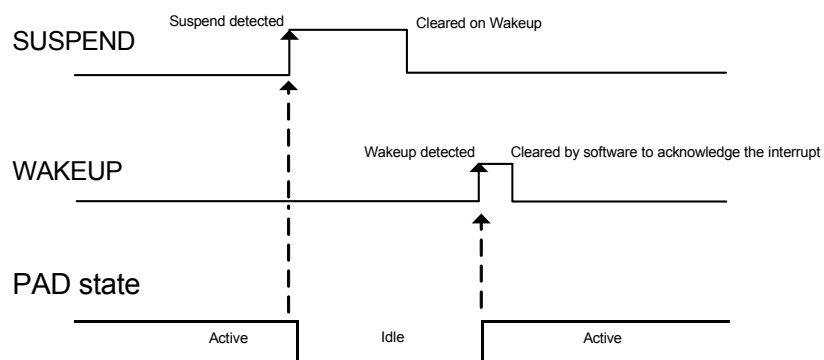 Suspend detected
Cleared on Wakeup
SUSPEND
Wakeup detected
Cleared by software to acknowledge the interrupt
WAKEUP
PAD state
Active
Idle
Active